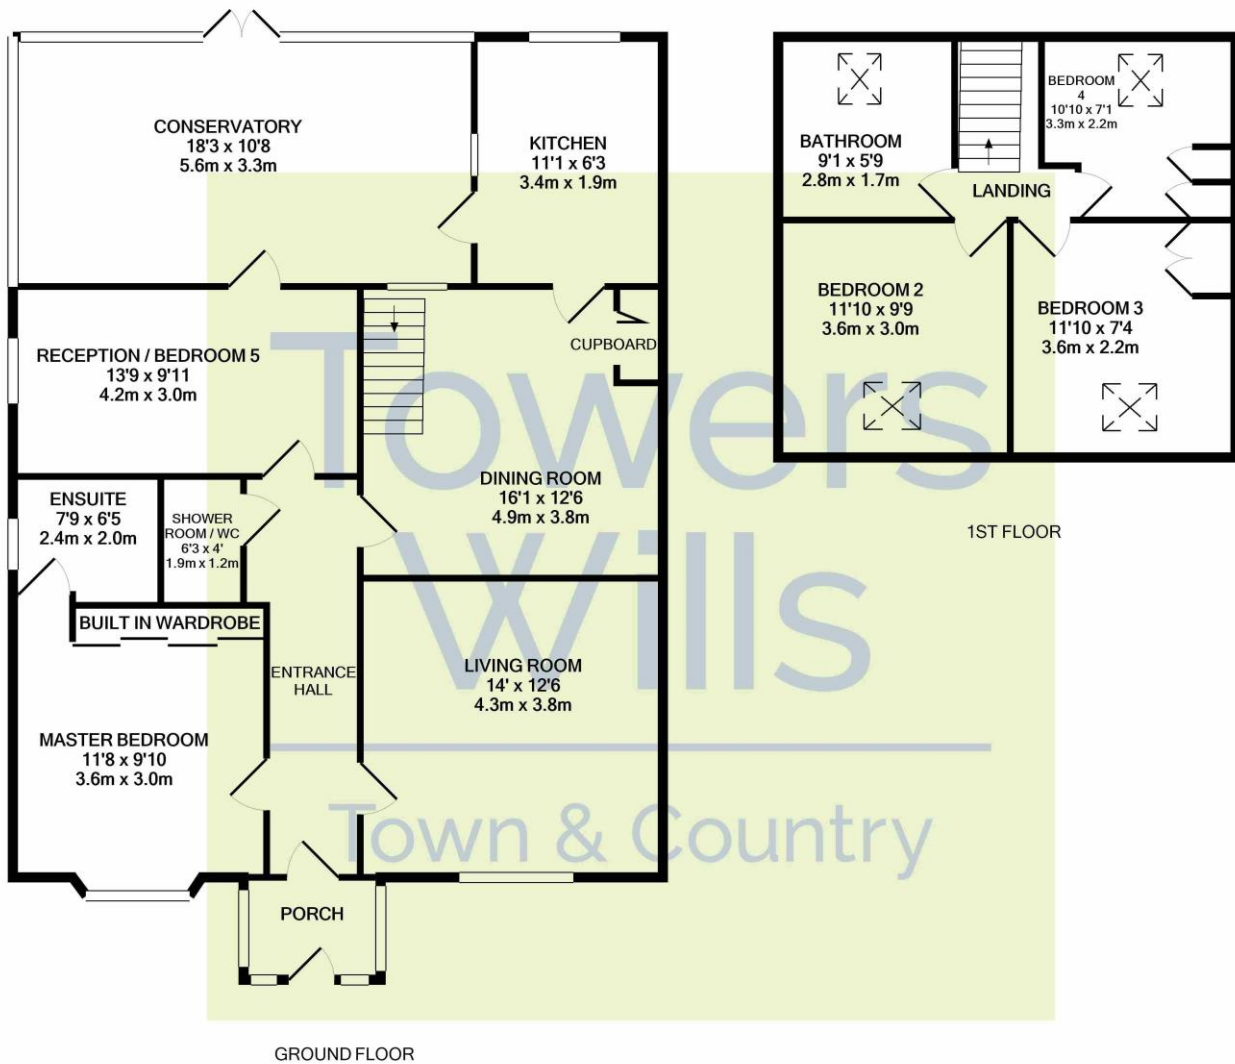 CONSERVATORY
18'3 x 10'8
5.6m x 3.3m
KITCHEN
11'1 x 6'3
3.4m x 1.9m
RECEPTION / BEDROOM 5
13'9 x 9'11
4.2m x 3.0m
CUPBOARD
ENSUITE
7'9 x 6'5
2.4m x 2.0m
SHOWER
ROOM / WC
6'3 x 4'
1.9m x 1.2m
DINING ROOM
16'1 x 12'6
4.9m x 3.8m
BUILT IN WARDROBE
ENTRANCE
HALL
LIVING ROOM
14' x 12'6
4.3m x 3.8m
MASTER BEDROOM
11'8 x 9'10
3.6m x 3.0m
PORCH
GROUND FLOOR
BATHROOM
9'1 x 5'9
2.8m x 1.7m
BEDROOM
4
10'10 x 7'1
3.3m x 2.2m
LANDING
BEDROOM 2
11'10 x 9'9
3.6m x 3.0m
BEDROOM 3
11'10 x 7'4
3.6m x 2.2m
1ST FLOOR
Towers
Wills
Town & Country